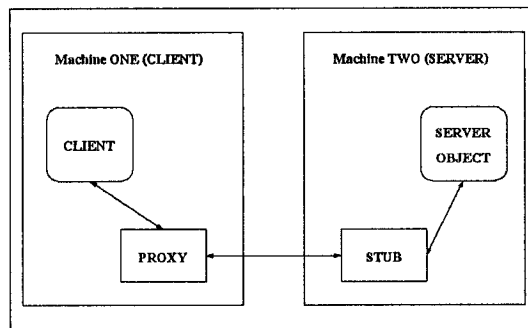 Machine ONE (CLIENT)
Machine TWO (SERVER)
CLIENT
SERVER
OBJECT
PROXY
STUB